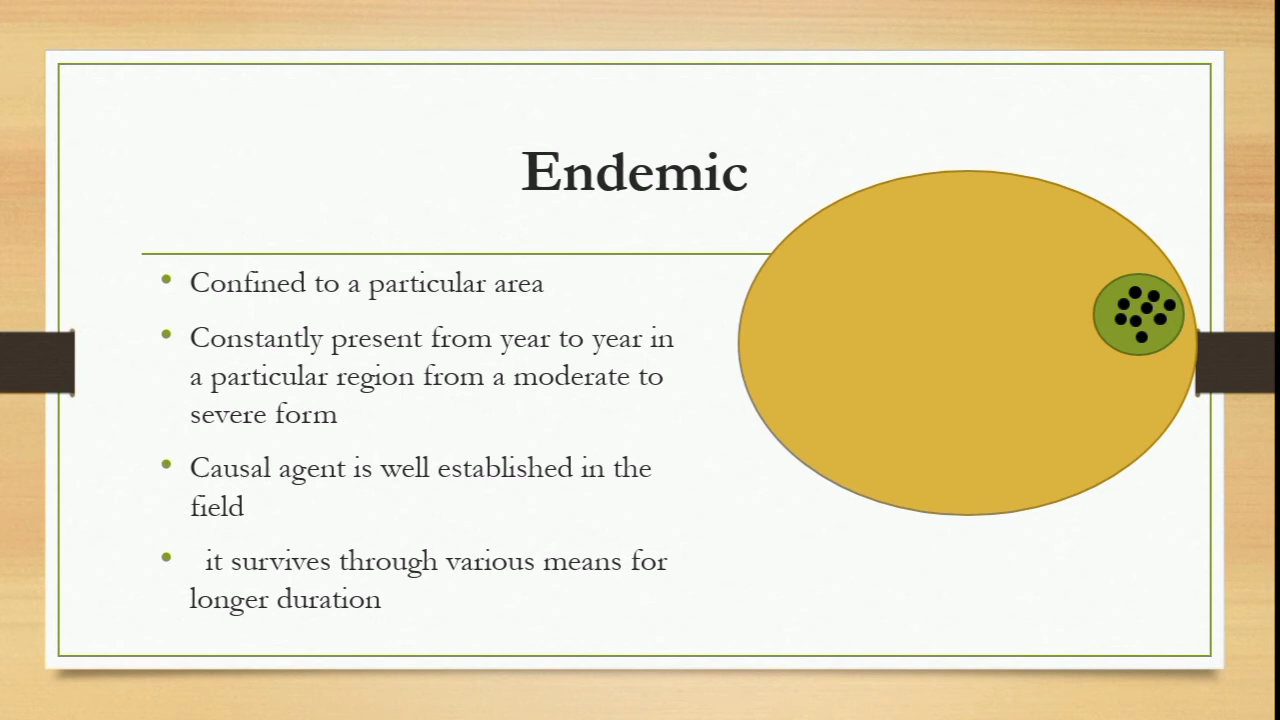 Endemic
• Confined to a particular area
• Constantly present from year to year in
a particular region from a moderate to
severe form
• Causal agent is well established in the
field
• it survives through various means for
longer duration